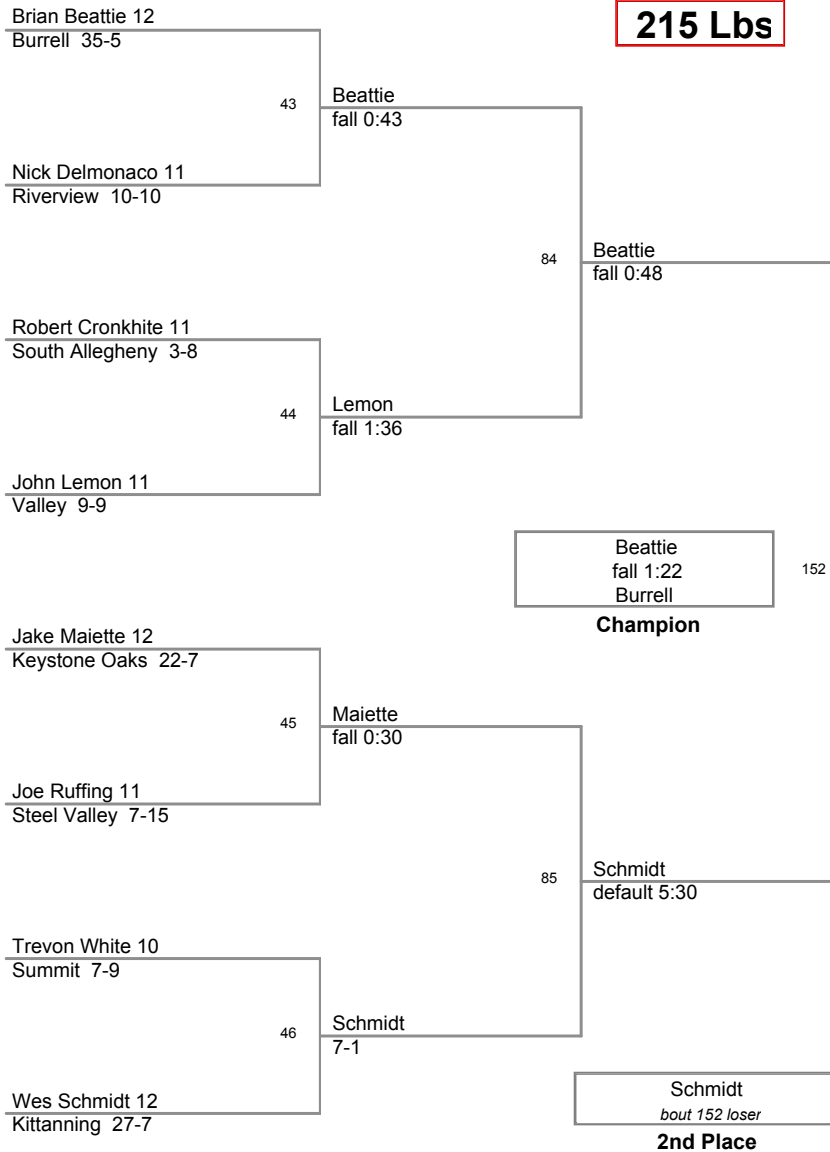 215 Lbs
Brian Beattie 12
Burrell 35-5
43
Beattie
fall 0:43
Nick Delmonaco 11
Riverview 10-10
84
Beattie
fall 0:48
Robert Cronkhite 11
South Allegheny 3-8
44
Lemon
fall 1:36
John Lemon 11
Valley 9-9
Beattie
fall 1:22
Burrell
152
Champion
Jake Maiette 12
Keystone Oaks 22-7
45
Maiette
fall 0:30
Joe Ruffing 11
Steel Valley 7-15
85
Schmidt
default 5:30
Trevon White 10
Summit 7-9
46
Schmidt
7-1
Wes Schmidt 12
Kittanning 27-7
Schmidt
bout 152 loser
2nd Place